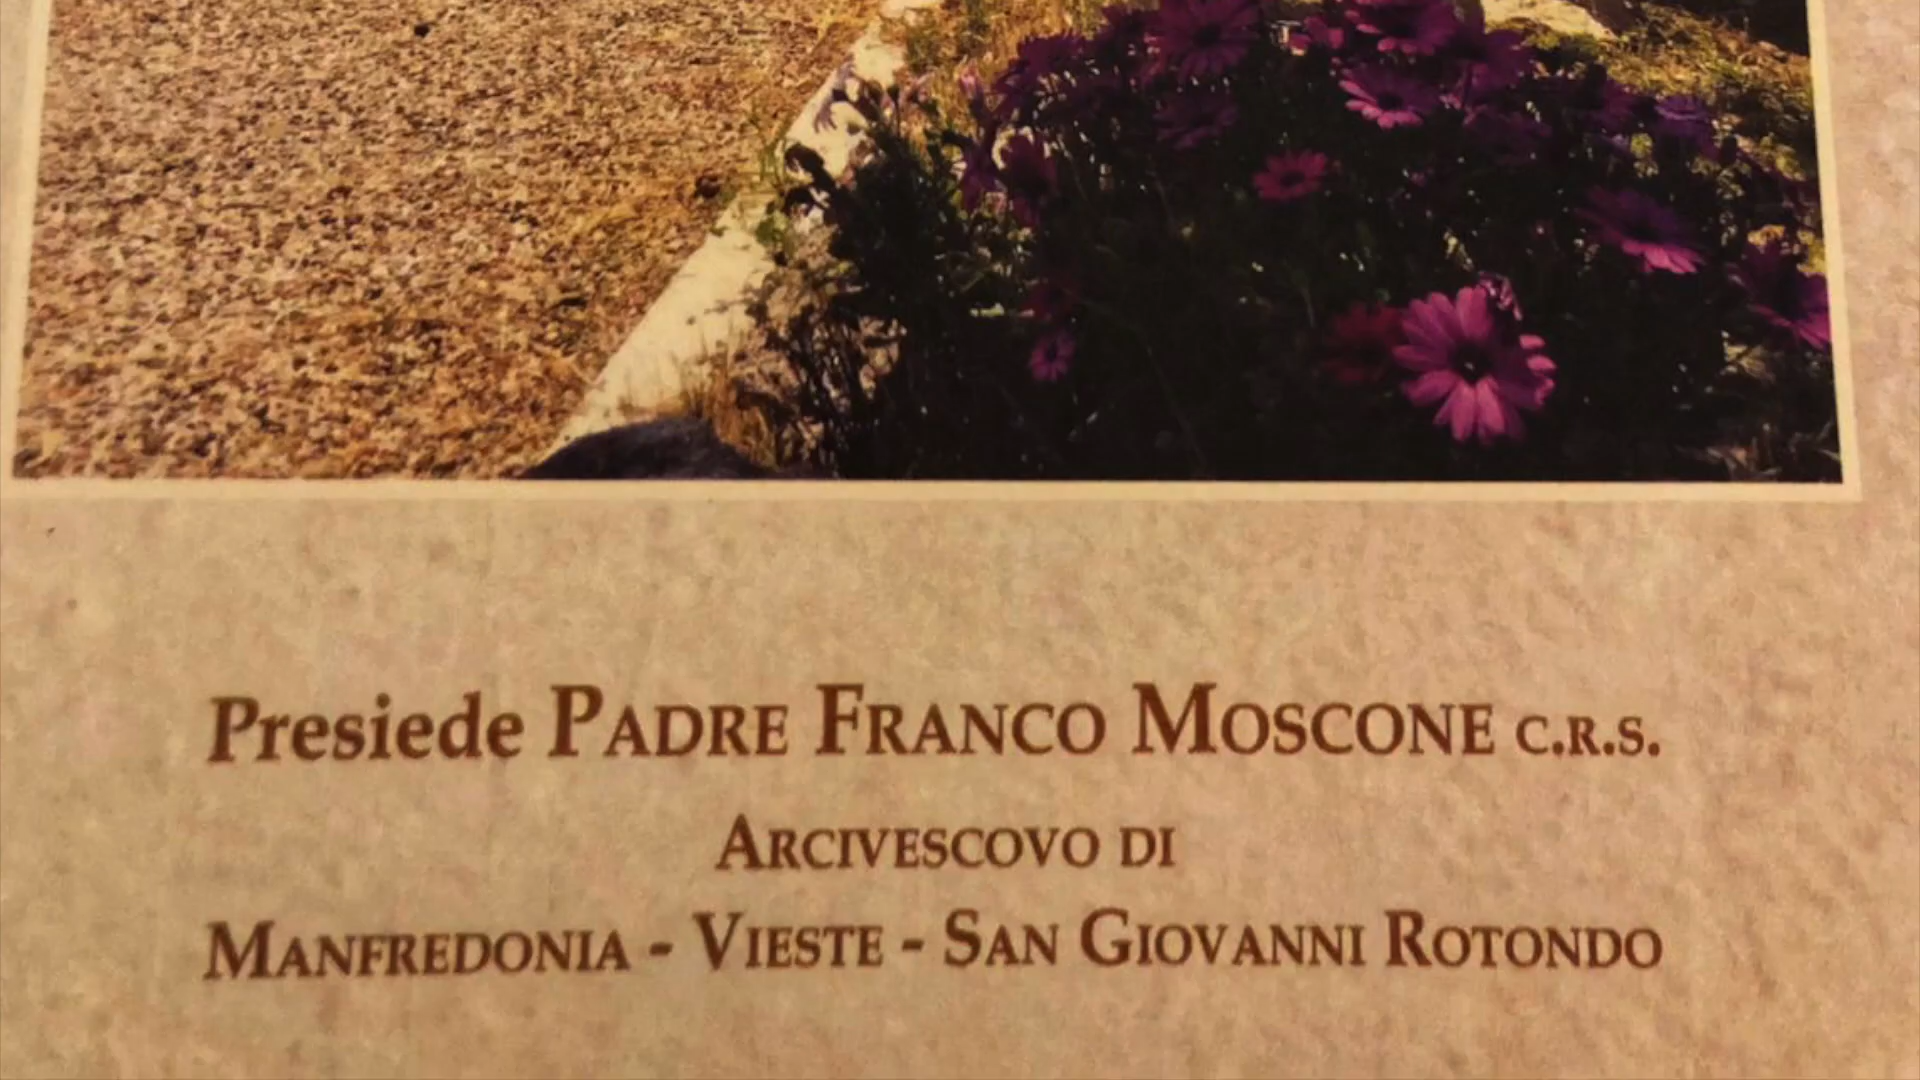 Presiede PADRE FRANCO MOSCONE C.R.S.
ARCIVESCOVO DI
MANFREDONIA - VIESTE - SAN GIOVANNI ROTONDO